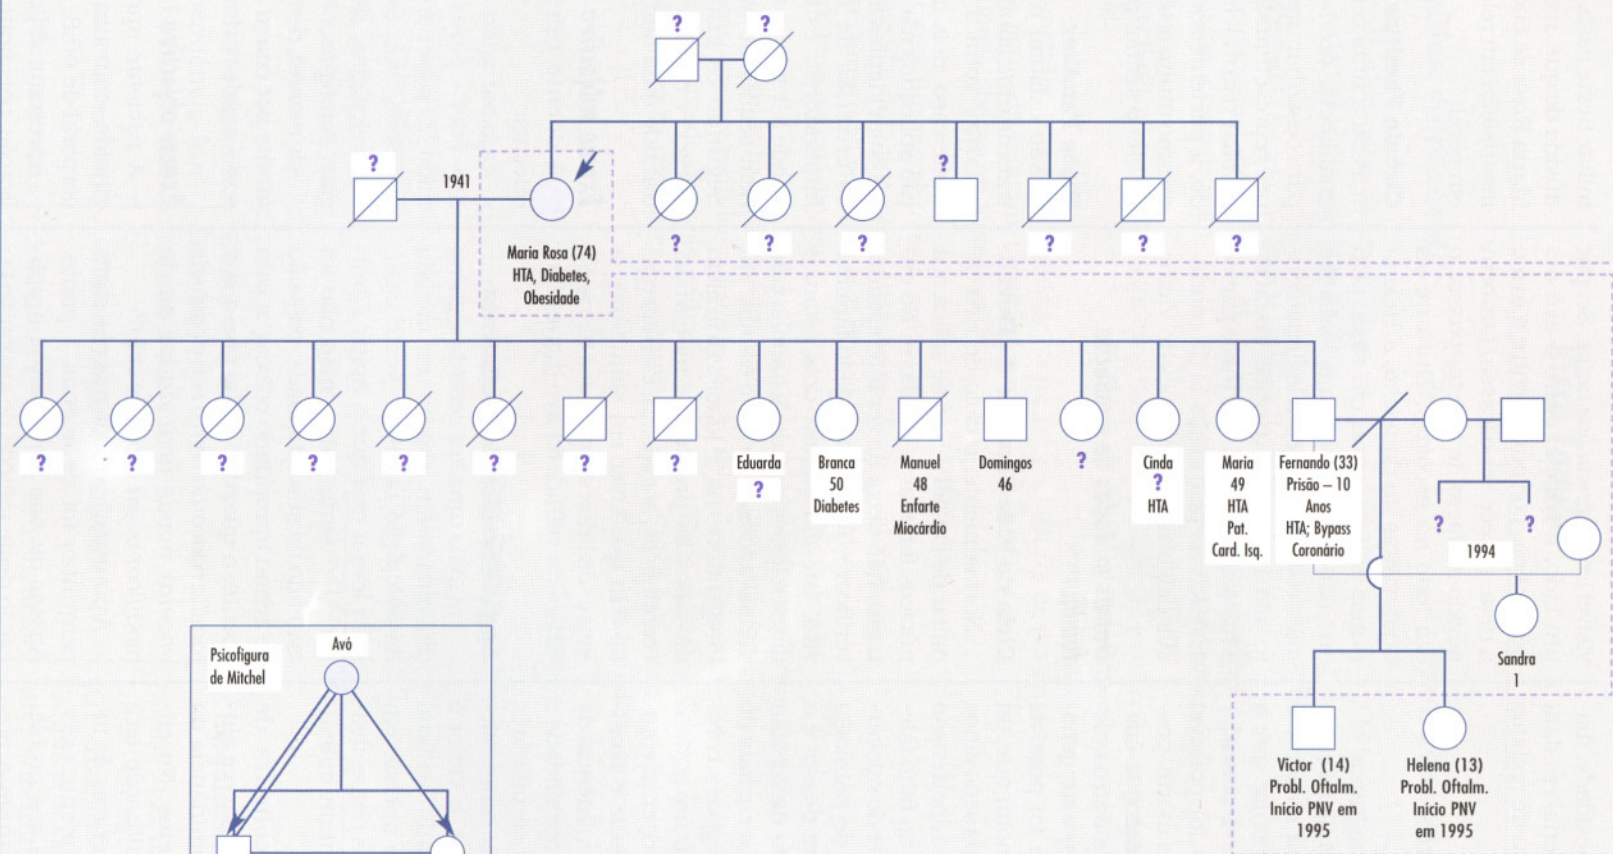 ? ?
?
1941
?
Maria Rosa (74)
HTA, Diabetes,
Obesidade
? ? ? ? ? ?
? ? ? ? ? ? ? ?
Eduarda
?
Branca
50
Diabetes
Manuel
48
Enfarte
Miocárdio
Domingos
46
?
Cinda
?
HTA
Maria
49
HTA
Pat.
Card. Isq.
Fernando (33)
Prisão – 10
Anos
HTA; Bypass
Coronário
? ?
1994
Sandra
1
Victor (14)
Probl. Oftalm.
Início PNV em
1995
Helena (13)
Probl. Oftalm.
Início PNV
em 1995
Psicofigura
de Mitchel
Avó